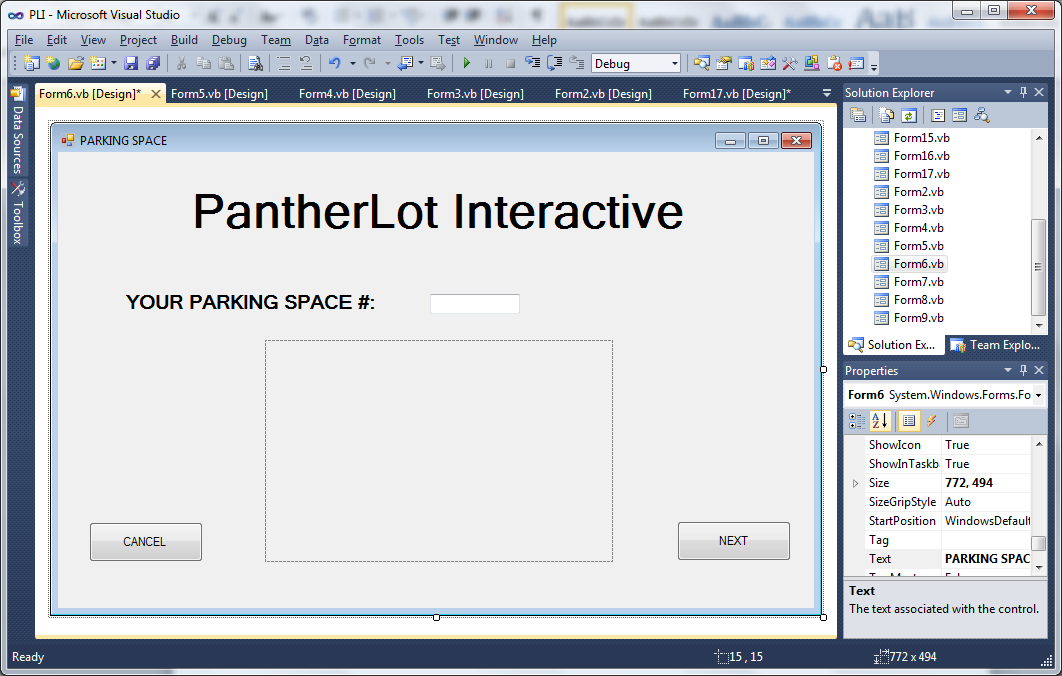 PLI - Microsoft Visual Studio
File Edit View Project Build Debug Team Data Format Tools Test Window Help
Debug
Form6.vb [Design]* Form5.vb [Design] Form4.vb [Design] Form3.vb [Design] Form2.vb [Design] Form17.vb [Design]*
Data Sources
Toolbox
PARKING SPACE
PantherLot Interactive
YOUR PARKING SPACE #:
CANCEL
NEXT
Solution Explorer
Form15.vb
Form16.vb
Form17.vb
Form2.vb
Form3.vb
Form4.vb
Form5.vb
Form6.vb
Form7.vb
Form8.vb
Form9.vb
Solution Ex... Team Explo...
Properties
Form6 System.Windows.Forms.Fo
ShowIcon True
ShowInTaskb True
Size 772, 494
SizeGripStyle Auto
StartPosition WindowsDefault
Tag
Text PARKING SPAC
Text
The text associated with the control.
Ready 15 , 15 772 x 494